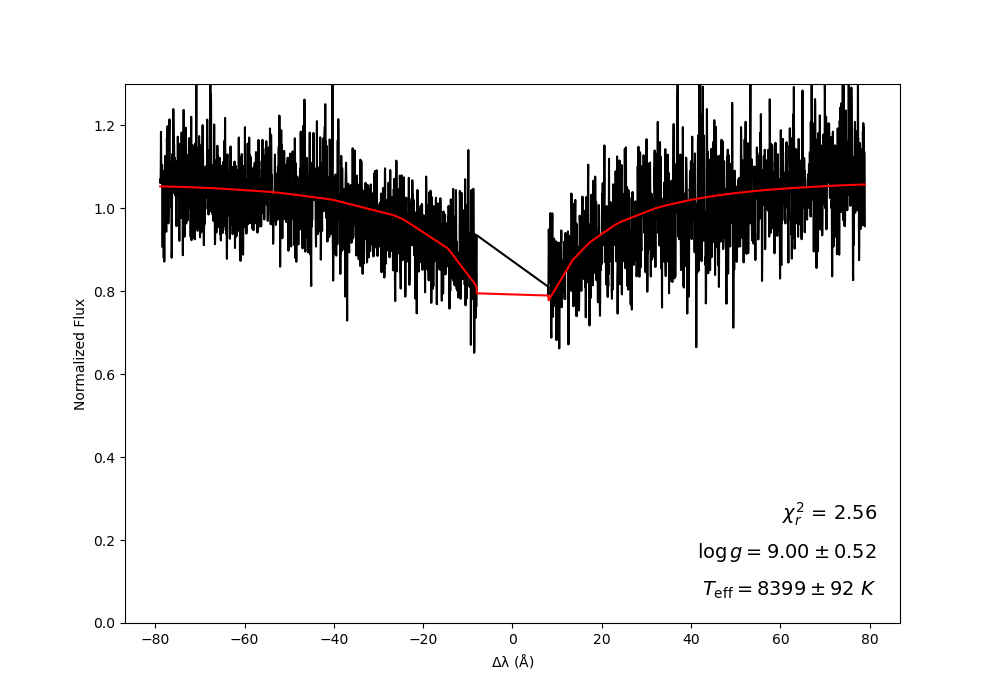 1.2
1.0
0.8
0.6
0.4
0.2
0.0
Normalized Flux
χ²ᵣ = 2.56
log g = 9.00 ± 0.52
T_eff = 8399 ± 92 K
−80 −60 −40 −20 0 20 40 60 80
Δλ (Å)